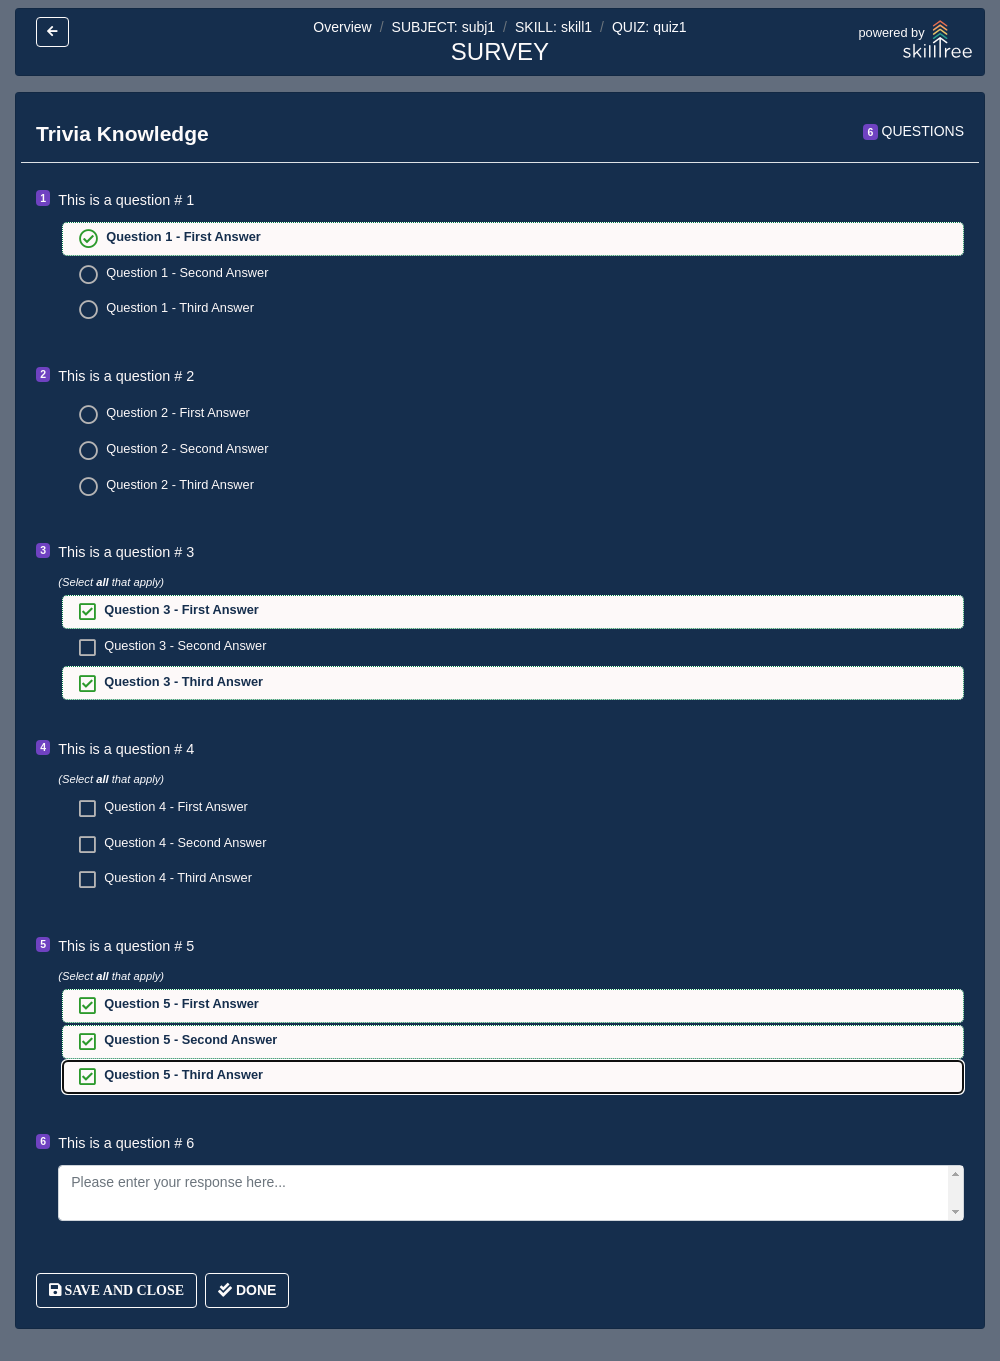 Overview / SUBJECT: subj1 / SKILL: skill1 / QUIZ: quiz1
SURVEY
powered by
skilltree
Trivia Knowledge
6 QUESTIONS
1 This is a question # 1
Question 1 - First Answer
Question 1 - Second Answer
Question 1 - Third Answer
2 This is a question # 2
Question 2 - First Answer
Question 2 - Second Answer
Question 2 - Third Answer
3 This is a question # 3
(Select all that apply)
Question 3 - First Answer
Question 3 - Second Answer
Question 3 - Third Answer
4 This is a question # 4
(Select all that apply)
Question 4 - First Answer
Question 4 - Second Answer
Question 4 - Third Answer
5 This is a question # 5
(Select all that apply)
Question 5 - First Answer
Question 5 - Second Answer
Question 5 - Third Answer
6 This is a question # 6
Please enter your response here...
SAVE AND CLOSE DONE